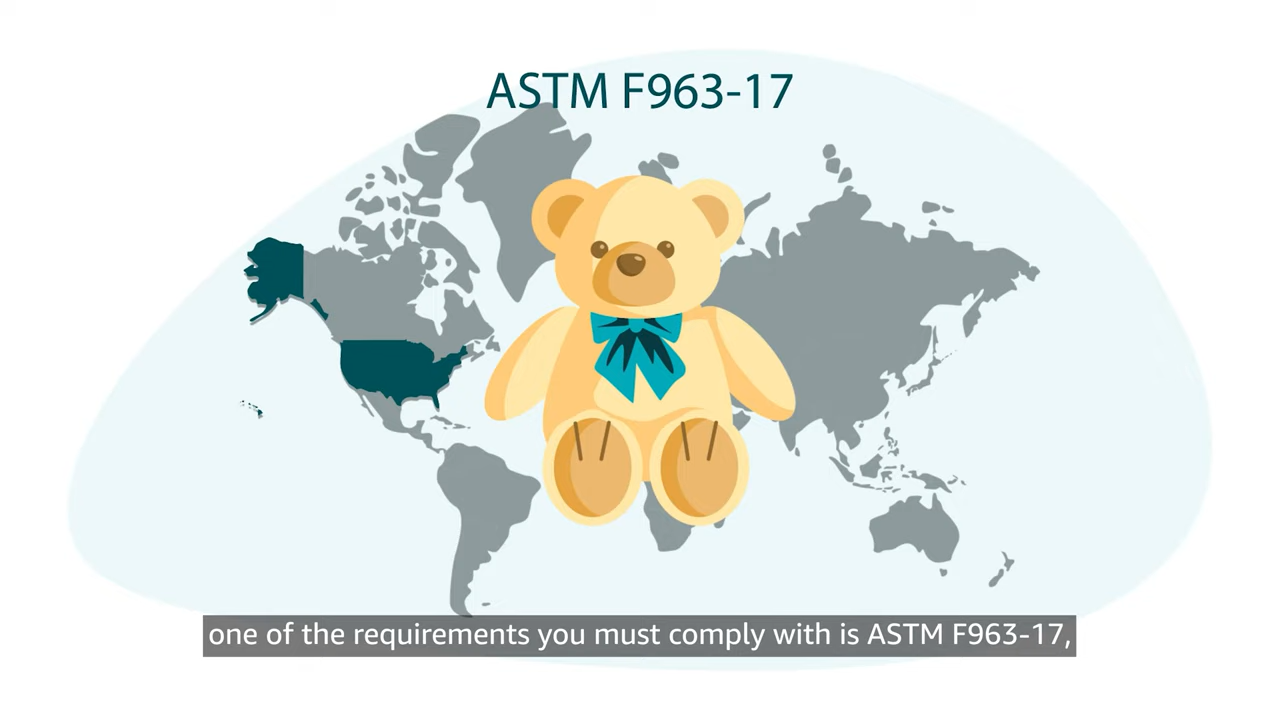 ASTM F963-17
one of the requirements you must comply with is ASTM F963-17,